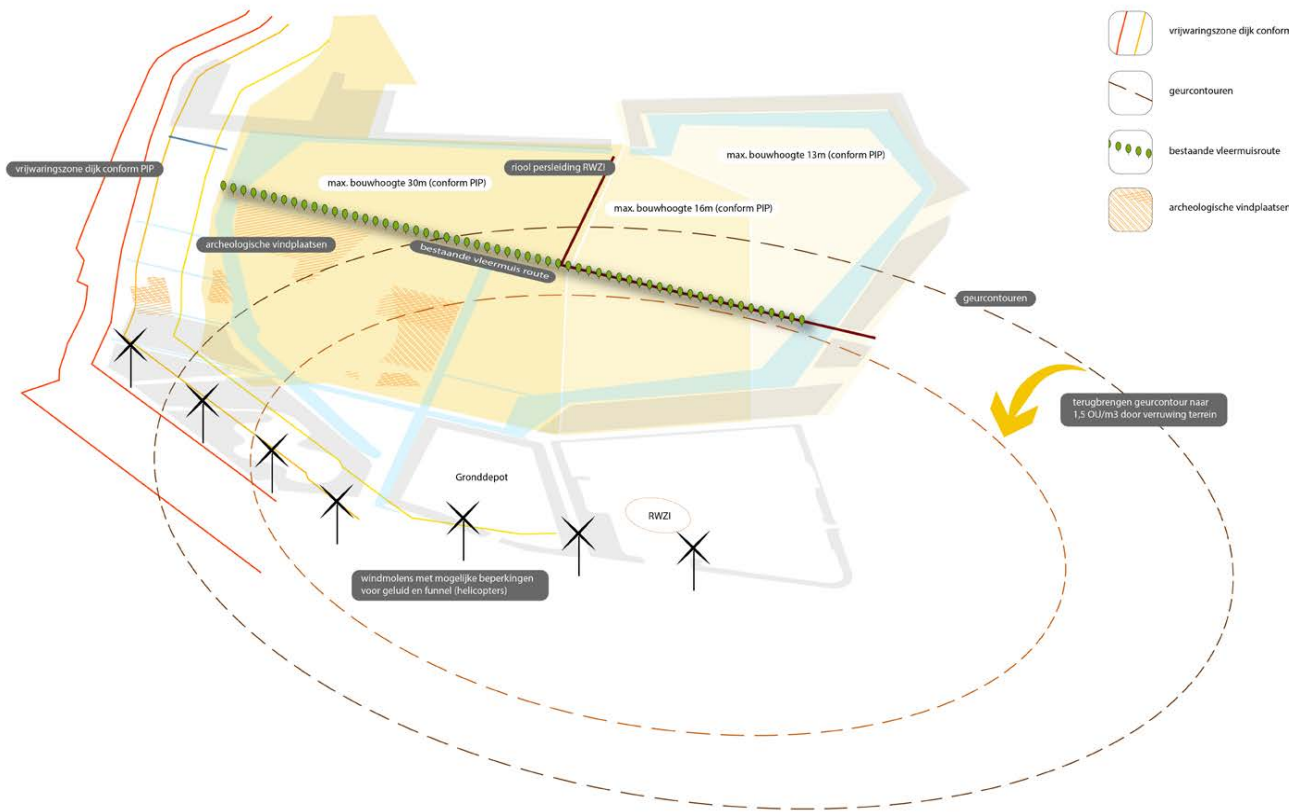 vrijwaringszone dijk conform
geurcontouren
bestaande vleermuisroute
archeologische vindplaatsen
max. bouwhoogte 13m (conform PIP)
riool persleiding RWZI
vrijwaringszone dijk conform PIP
max. bouwhoogte 30m (conform PIP)
max. bouwhoogte 16m (conform PIP)
archeologische vindplaatsen
bestaande vleermuis route
geurcontouren
terugbrengen geurcontour naar
1,5 OU/m3 door verruwing terrein
Gronddepot
RWZI
windmolens met mogelijke beperkingen
voor geluid en funnel (helicopters)